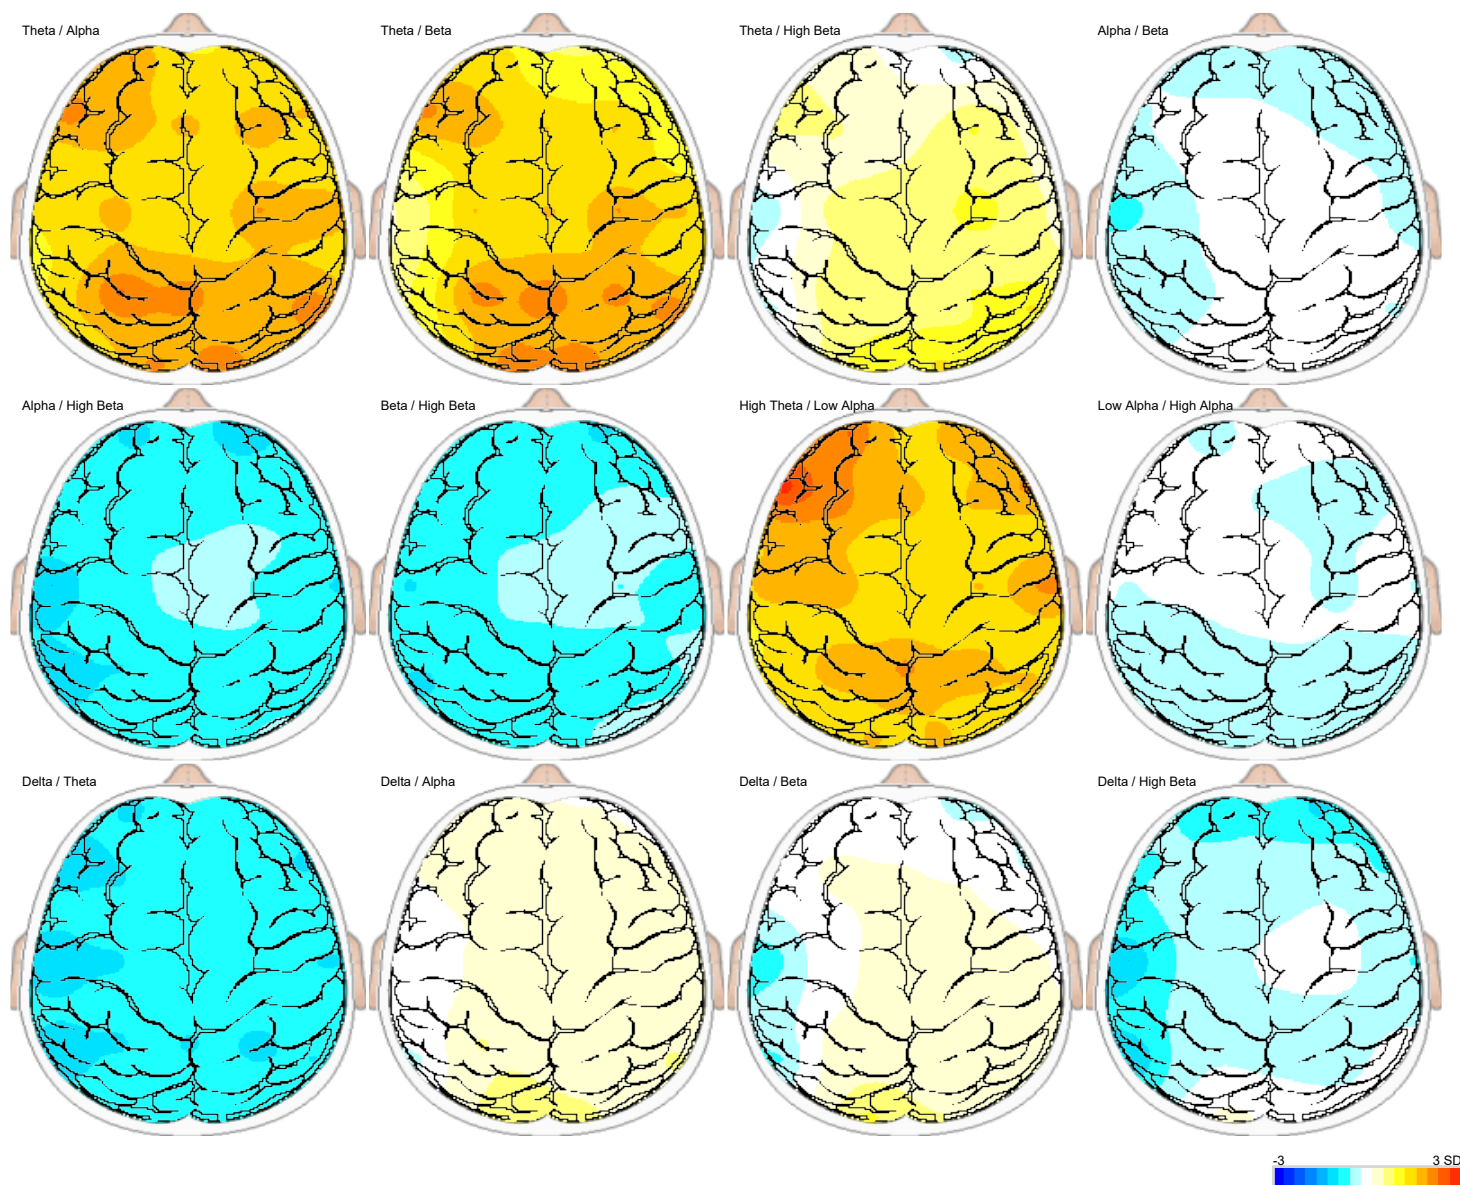 Theta / Alpha
Theta / Beta
Theta / High Beta
Alpha / Beta
Alpha / High Beta
Beta / High Beta
High Theta / Low Alpha
Low Alpha / High Alpha
Delta / Theta
Delta / Alpha
Delta / Beta
Delta / High Beta
-3
3 SD